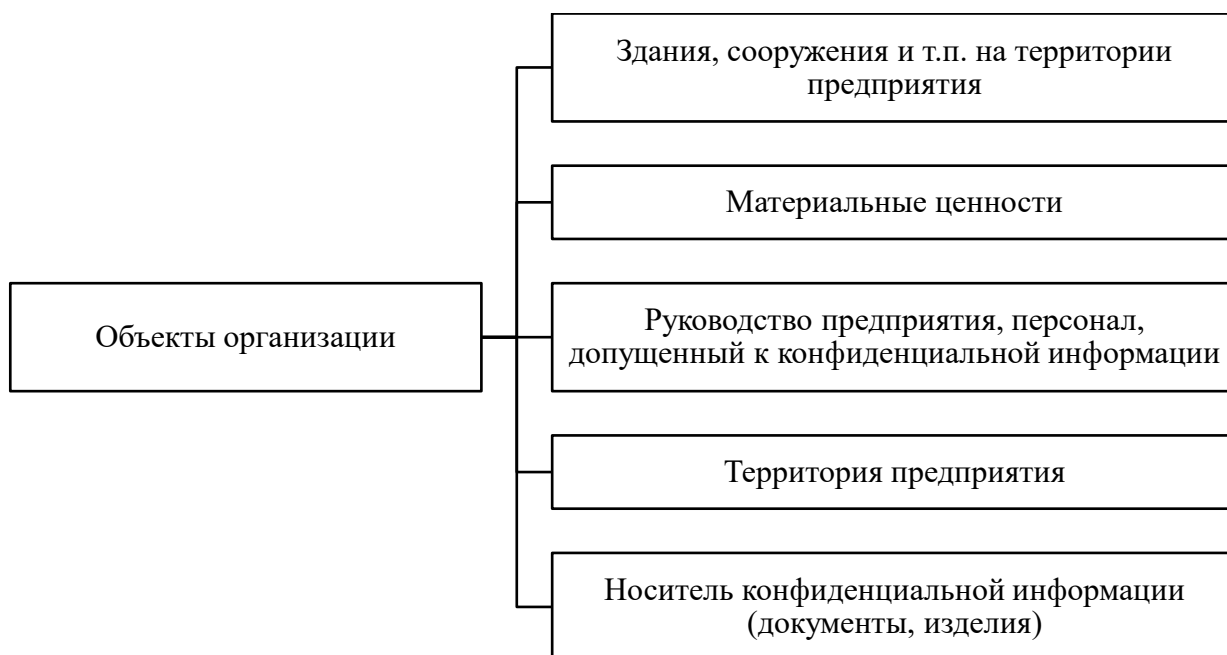 Здания, сооружения и т.п. на территории
предприятия
Материальные ценности
Объекты организации
Руководство предприятия, персонал,
допущенный к конфиденциальной информации
Территория предприятия
Носитель конфиденциальной информации
(документы, изделия)